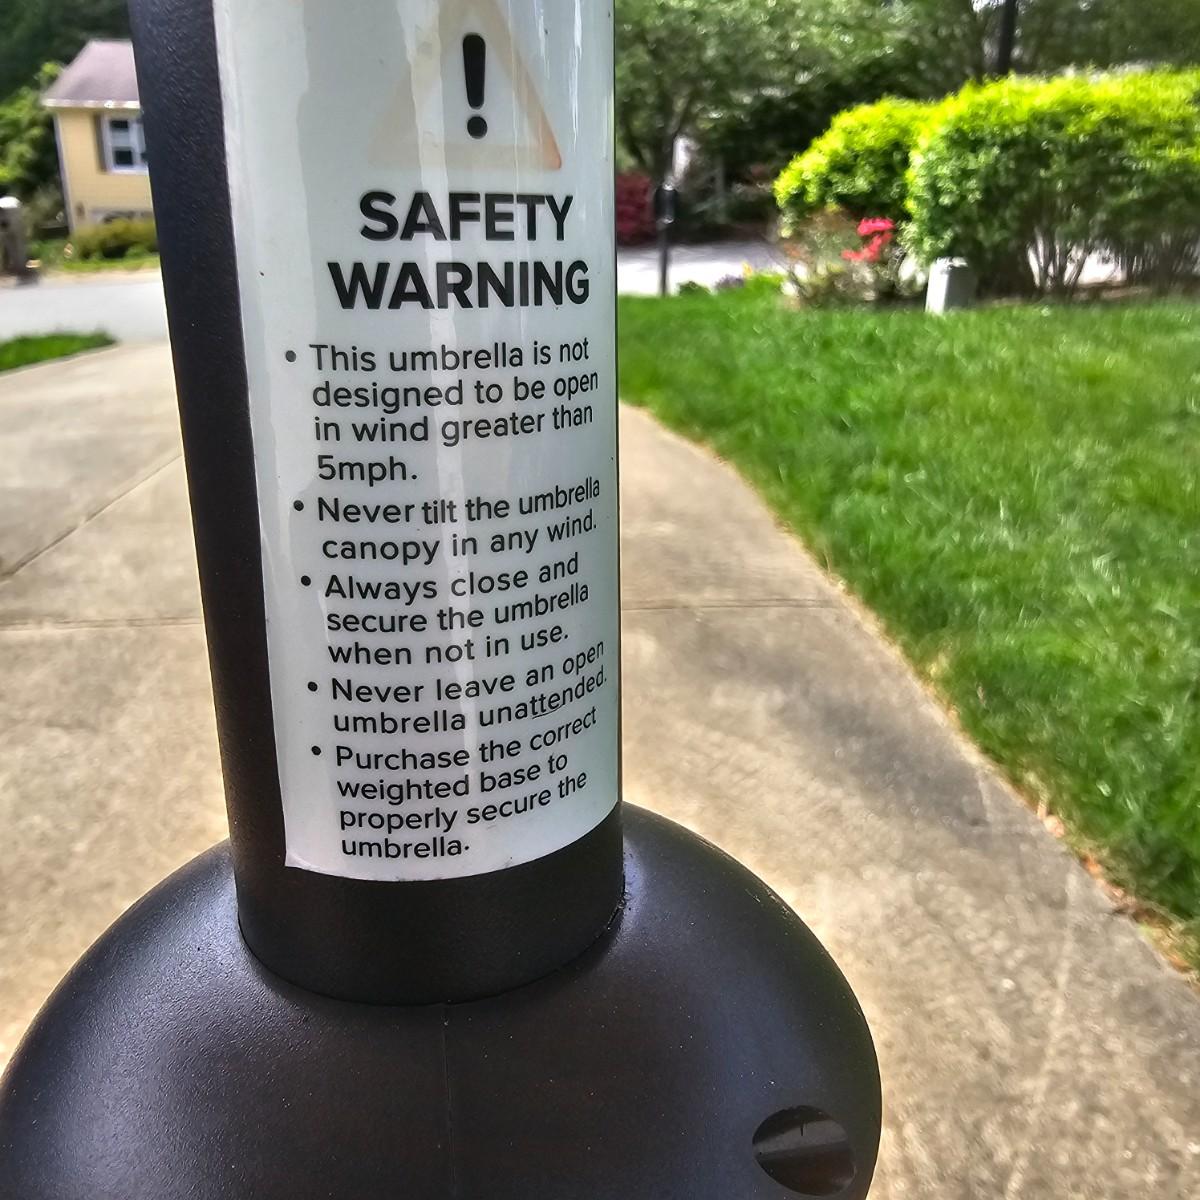 !
SAFETY
WARNING
• This umbrella is not
designed to be open
in wind greater than
5mph.
• Never tilt the umbrella
canopy in any wind.
• Always close and
secure the umbrella
when not in use.
• Never leave an open
umbrella unattended.
• Purchase the correct
weighted base to
properly secure the
umbrella.